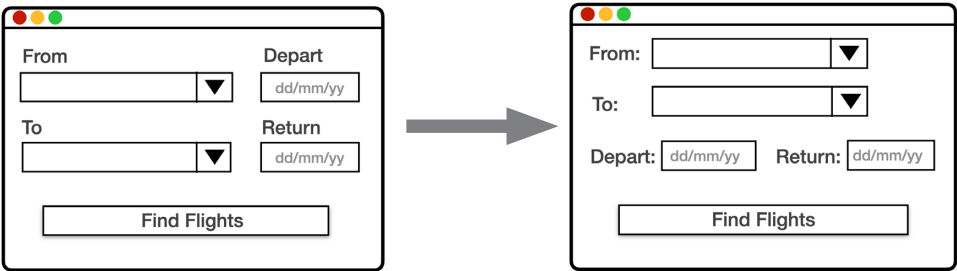 From Depart
dd/mm/yy
To Return
dd/mm/yy
Find Flights
From:
To:
Depart: dd/mm/yy Return: dd/mm/yy
Find Flights